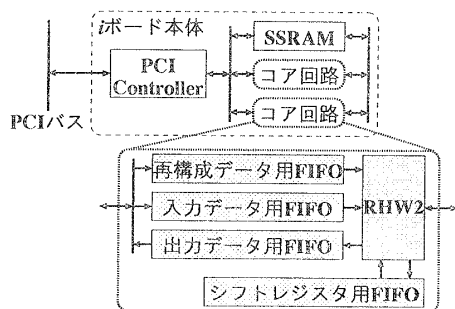 iボード本体
SSRAM
PCI
Controller
コア回路
コア回路
PCIバス
再構成データ用FIFO
入力データ用FIFO
RHW2
出力データ用FIFO
シフトレジスタ用FIFO